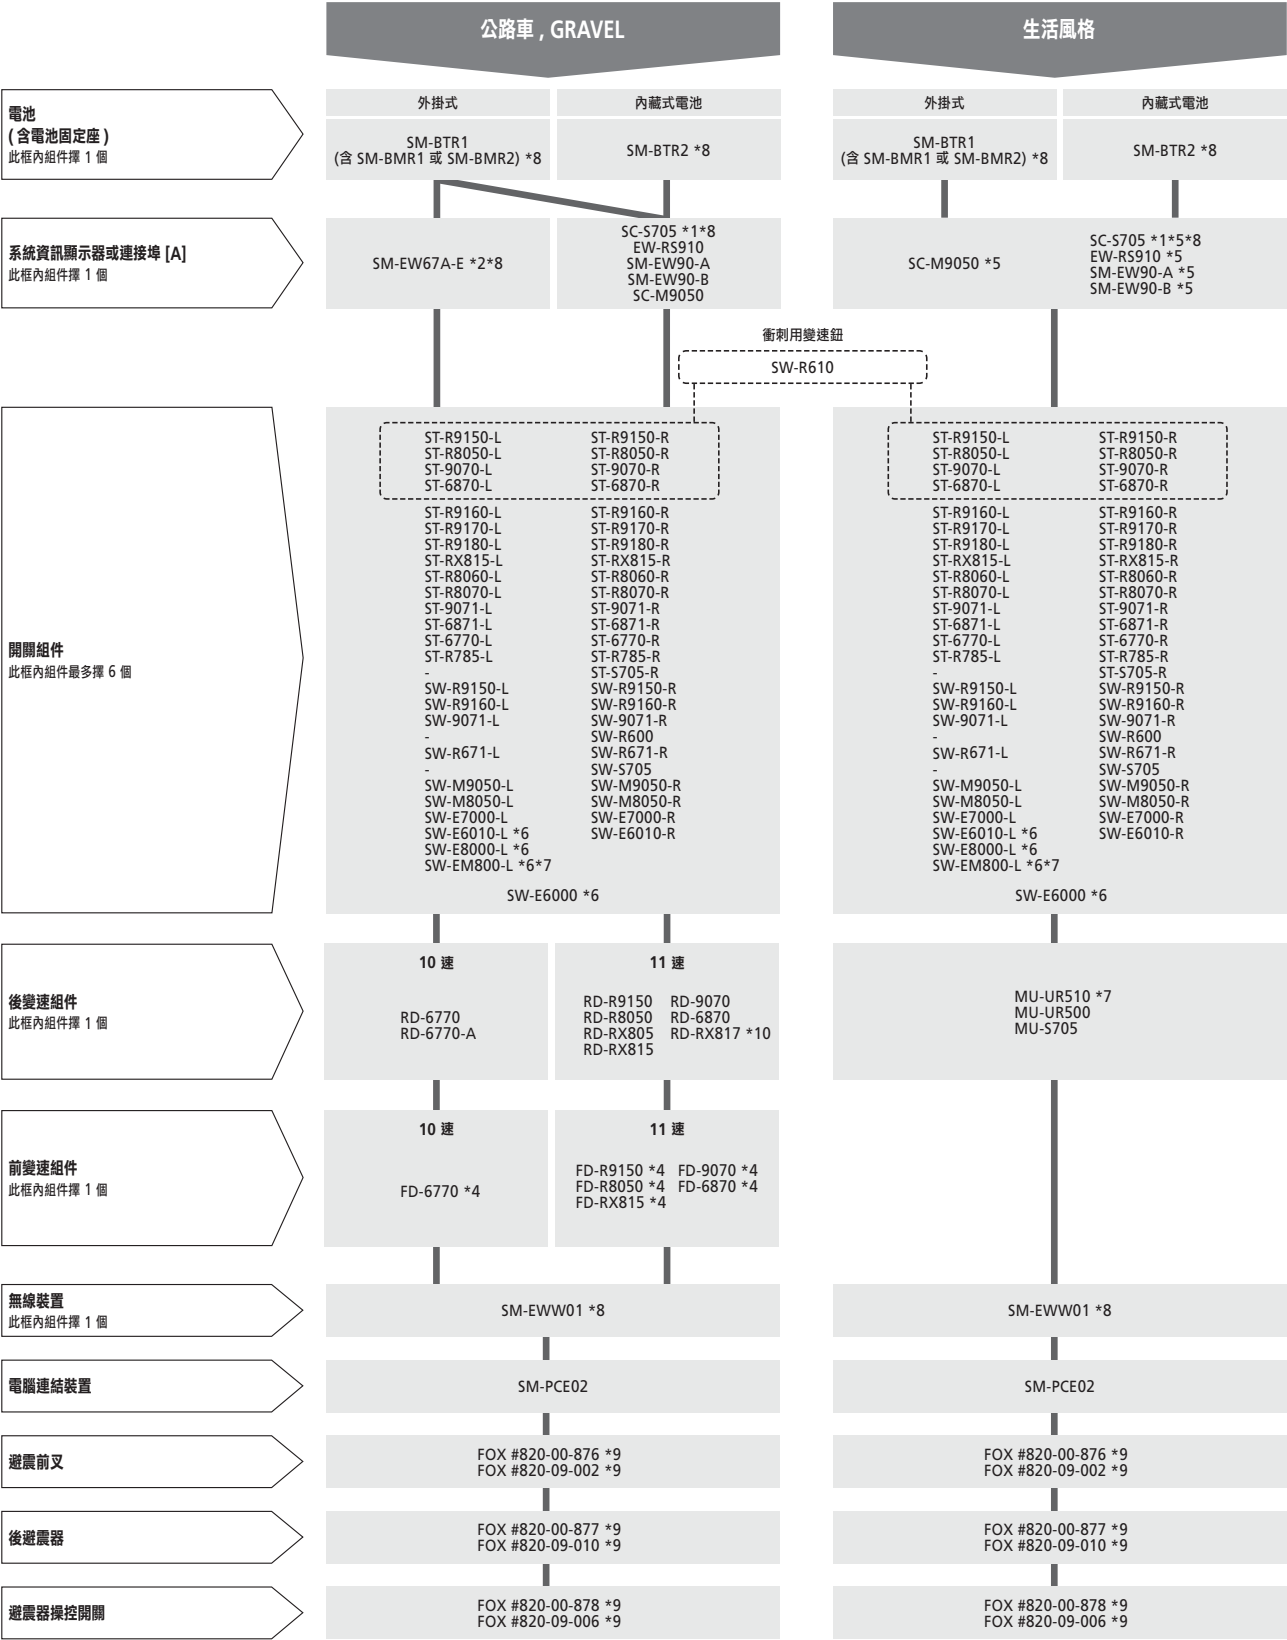 公路車 , GRAVEL
生活風格
電池
( 含電池固定座 )
此框內組件擇 1 個
外掛式
內藏式電池
SM-BTR1
(含 SM-BMR1 或 SM-BMR2) *8
SM-BTR2 *8
外掛式
內藏式電池
SM-BTR1
(含 SM-BMR1 或 SM-BMR2) *8
SM-BTR2 *8
系統資訊顯示器或連接埠 [A]
此框內組件擇 1 個
SM-EW67A-E *2*8
SC-S705 *1*8
EW-RS910
SM-EW90-A
SM-EW90-B
SC-M9050
SC-M9050 *5
SC-S705 *1*5*8
EW-RS910 *5
SM-EW90-A *5
SM-EW90-B *5
衝刺用變速鈕
SW-R610
開關組件
此框內組件最多擇 6 個
ST-R9150-L ST-R9150-R
ST-R8050-L ST-R8050-R
ST-9070-L ST-9070-R
ST-6870-L ST-6870-R
ST-R9160-L ST-R9160-R
ST-R9170-L ST-R9170-R
ST-R9180-L ST-R9180-R
ST-RX815-L ST-RX815-R
ST-R8060-L ST-R8060-R
ST-R8070-L ST-R8070-R
ST-9071-L ST-9071-R
ST-6871-L ST-6871-R
ST-6770-L ST-6770-R
ST-R785-L ST-R785-R
- ST-S705-R
SW-R9150-L SW-R9150-R
SW-R9160-L SW-R9160-R
SW-9071-L SW-9071-R
- SW-R600
SW-R671-L SW-R671-R
- SW-S705
SW-M9050-L SW-M9050-R
SW-M8050-L SW-M8050-R
SW-E7000-L SW-E7000-R
SW-E6010-L *6 SW-E6010-R
SW-E8000-L *6
SW-EM800-L *6*7
SW-E6000 *6
ST-R9150-L ST-R9150-R
ST-R8050-L ST-R8050-R
ST-9070-L ST-9070-R
ST-6870-L ST-6870-R
ST-R9160-L ST-R9160-R
ST-R9170-L ST-R9170-R
ST-R9180-L ST-R9180-R
ST-RX815-L ST-RX815-R
ST-R8060-L ST-R8060-R
ST-R8070-L ST-R8070-R
ST-9071-L ST-9071-R
ST-6871-L ST-6871-R
ST-6770-L ST-6770-R
ST-R785-L ST-R785-R
- ST-S705-R
SW-R9150-L SW-R9150-R
SW-R9160-L SW-R9160-R
SW-9071-L SW-9071-R
- SW-R600
SW-R671-L SW-R671-R
- SW-S705
SW-M9050-L SW-M9050-R
SW-M8050-L SW-M8050-R
SW-E7000-L SW-E7000-R
SW-E6010-L *6 SW-E6010-R
SW-E8000-L *6
SW-EM800-L *6*7
SW-E6000 *6
後變速組件
此框內組件擇 1 個
10 速
RD-6770
RD-6770-A
11 速
RD-R9150 RD-9070
RD-R8050 RD-6870
RD-RX805 RD-RX817 *10
RD-RX815
MU-UR510 *7
MU-UR500
MU-S705
前變速組件
此框內組件擇 1 個
10 速
FD-6770 *4
11 速
FD-R9150 *4 FD-9070 *4
FD-R8050 *4 FD-6870 *4
FD-RX815 *4
無線裝置
此框內組件擇 1 個
SM-EWW01 *8
SM-EWW01 *8
電腦連結裝置
SM-PCE02
SM-PCE02
避震前叉
FOX #820-00-876 *9
FOX #820-09-002 *9
FOX #820-00-876 *9
FOX #820-09-002 *9
後避震器
FOX #820-00-877 *9
FOX #820-09-010 *9
FOX #820-00-877 *9
FOX #820-09-010 *9
避震器操控開關
FOX #820-00-878 *9
FOX #820-09-006 *9
FOX #820-00-878 *9
FOX #820-09-006 *9